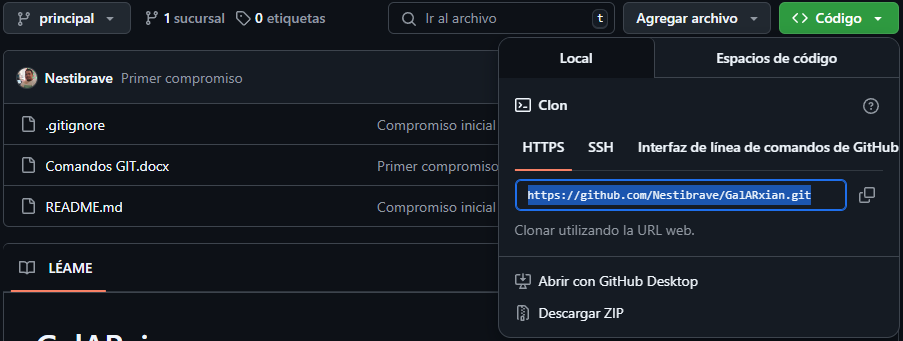 principal
1 sucursal
0 etiquetas
Ir al archivo
t
Agregar archivo
Código
Nestibrave Primer compromiso
.gitignore Compromiso inicial
Comandos GIT.docx Primer compromiso
README.md Compromiso inicial
LÉAME
Local
Espacios de código
Clon
HTTPS
SSH
Interfaz de línea de comandos de GitHub
https://github.com/Nestibrave/GalARxian.git
Clonar utilizando la URL web.
Abrir con GitHub Desktop
Descargar ZIP